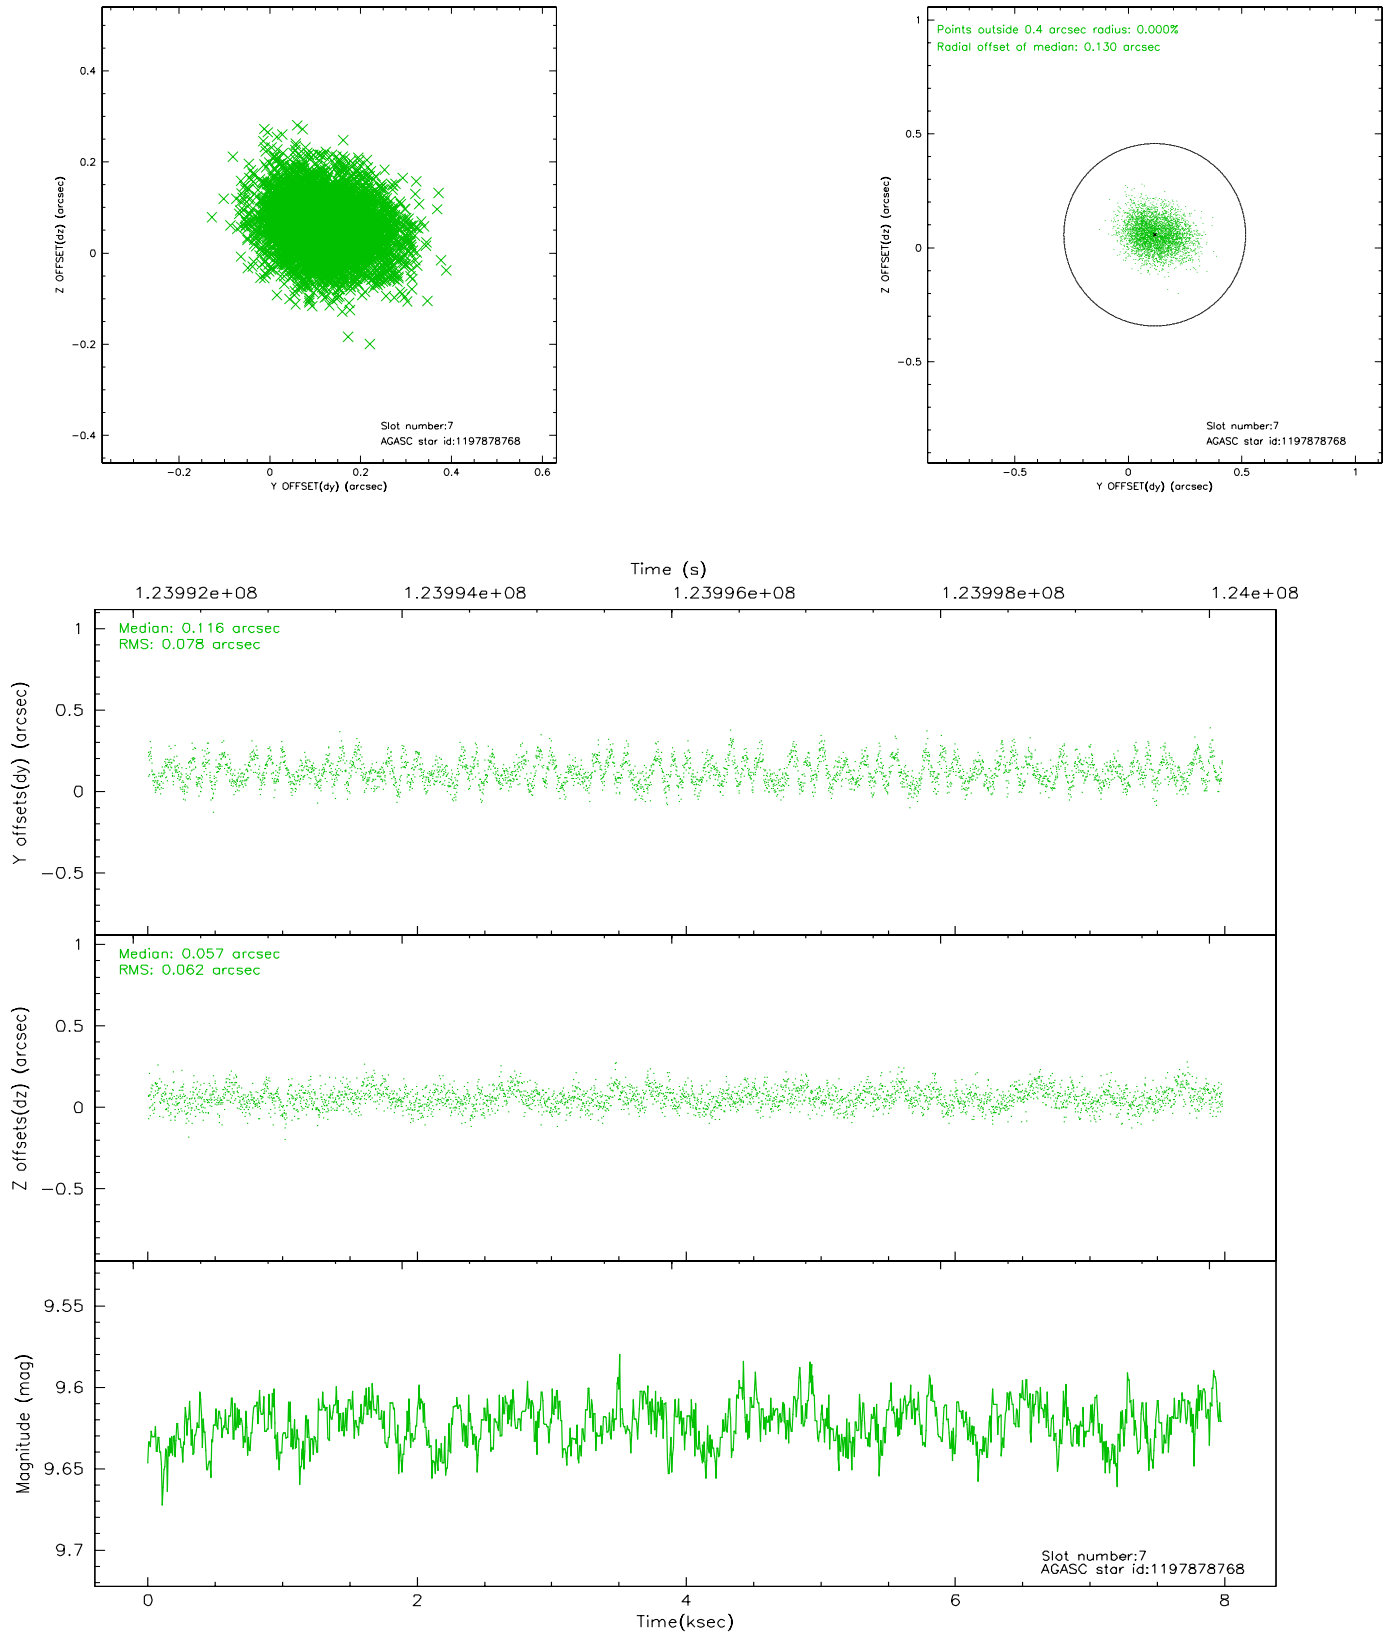 0.4
0.2
0
−0.2
−0.4
Z OFFSET(dz) (arcsec)
Slot number:7
AGASC star id:1197878768
−0.2 0 0.2 0.4 0.6
Y OFFSET(dy) (arcsec)
Points outside 0.4 arcsec radius: 0.000%
Radial offset of median: 0.130 arcsec
1
0.5
0
−0.5
Z OFFSET(dz) (arcsec)
Slot number:7
AGASC star id:1197878768
−0.5 0 0.5 1
Y OFFSET(dy) (arcsec)
Time (s)
1.23992e+08 1.23994e+08 1.23996e+08 1.23998e+08 1.24e+08
Median: 0.116 arcsec
RMS: 0.078 arcsec
1
0.5
0
−0.5
Y offsets(dy) (arcsec)
Median: 0.057 arcsec
RMS: 0.062 arcsec
1
0.5
0
−0.5
Z offsets(dz) (arcsec)
9.55
9.6
9.65
9.7
Magnitude (mag)
Slot number:7
AGASC star id:1197878768
0 2 4 6 8
Time(ksec)